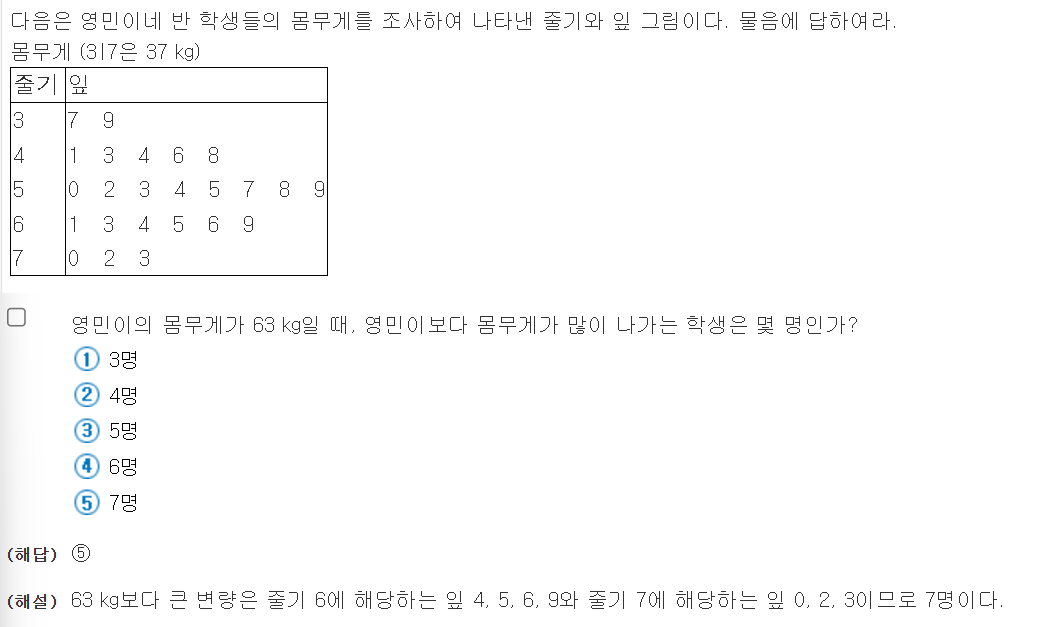 다음은 영민이네 반 학생들의 몸무게를 조사하여 나타낸 줄기와 잎 그림이다. 물음에 답하여라.
몸무게 (3|7은 37 kg)
줄기 잎
3 7 9
4 1 3 4 6 8
5 0 2 3 4 5 7 8 9
6 1 3 4 5 6 9
7 0 2 3
영민이의 몸무게가 63 kg일 때, 영민이보다 몸무게가 많이 나가는 학생은 몇 명인가?
① 3명
② 4명
③ 5명
④ 6명
⑤ 7명
(해답) ⑤
(해설) 63 kg보다 큰 변량은 줄기 6에 해당하는 잎 4, 5, 6, 9와 줄기 7에 해당하는 잎 0, 2, 3이므로 7명이다.